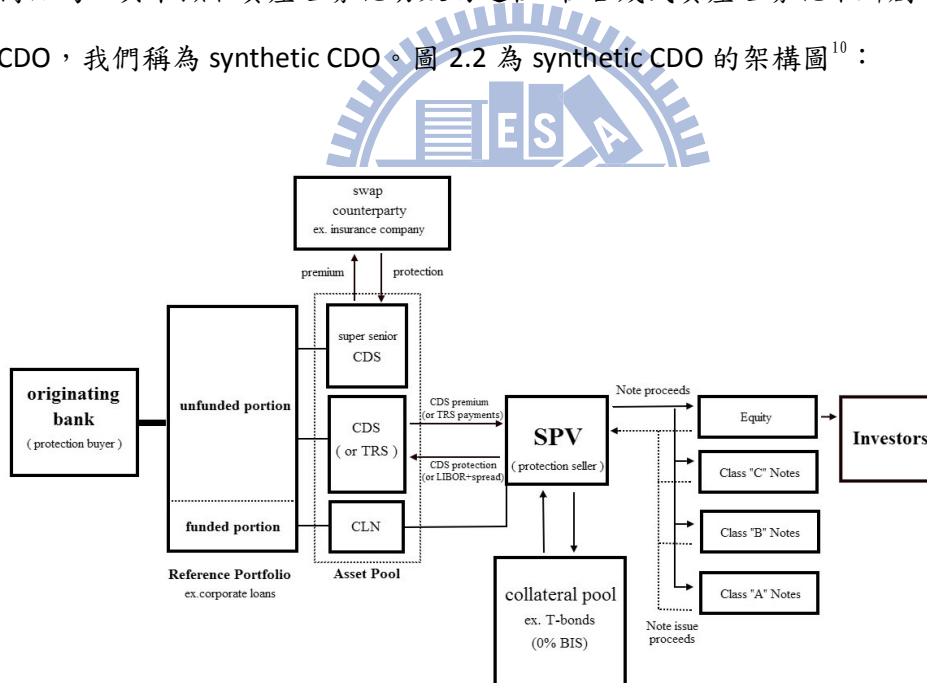 CDO，我們稱為 synthetic CDO。圖 2.2 為 synthetic CDO 的架構圖10：
E S A
swap
counterparty
ex. insurance company
premium
protection
super senior
CDS
originating
bank
( protection buyer )
unfunded portion
CDS
( or TRS )
CDS premium
(or TRS payments)
CDS protection
(or LIBOR+spread)
SPV
( protection seller )
Note proceeds
Equity
Investors
Class "C" Notes
Class "B" Notes
Class "A" Notes
funded portion
CLN
Reference Portfolio
ex.corporate loans
Asset Pool
collateral pool
ex. T-bonds
(0% BIS)
Note issue
proceeds